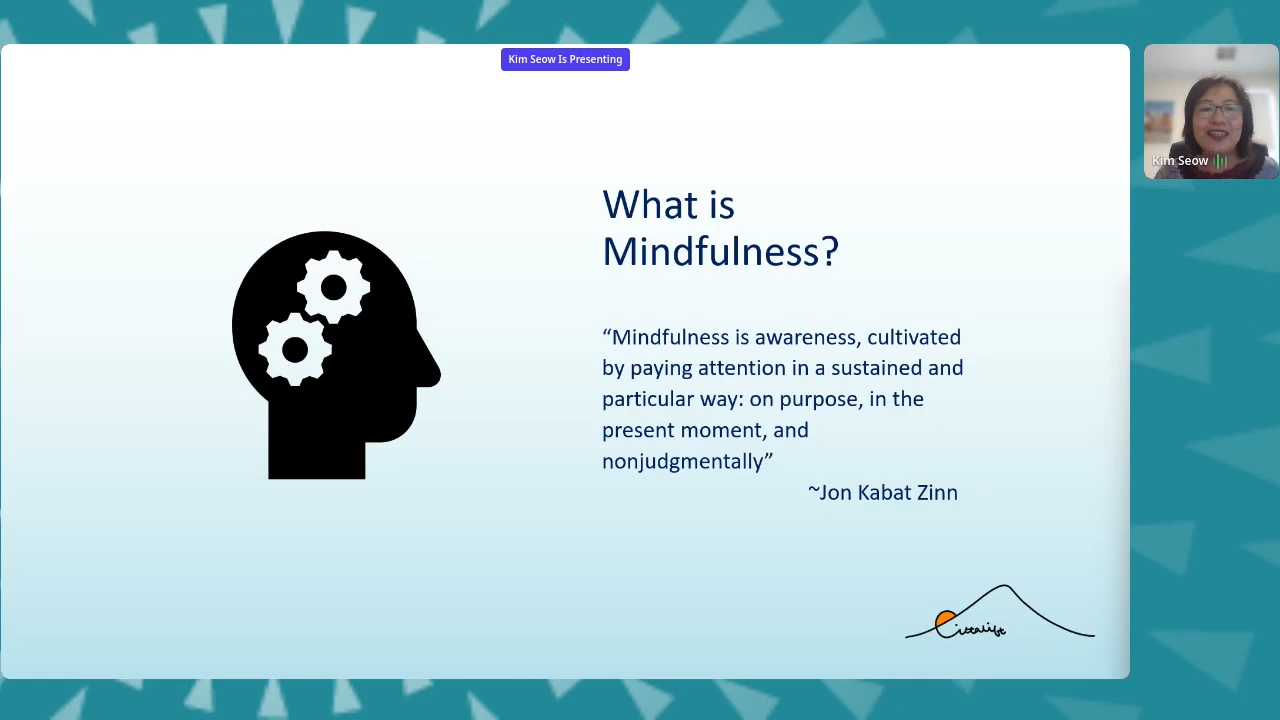 Kim Seow Is Presenting
Kim Seow
What is
Mindfulness?
“Mindfulness is awareness, cultivated
by paying attention in a sustained and
particular way: on purpose, in the
present moment, and
nonjudgmentally”
~Jon Kabat Zinn
Cittalift